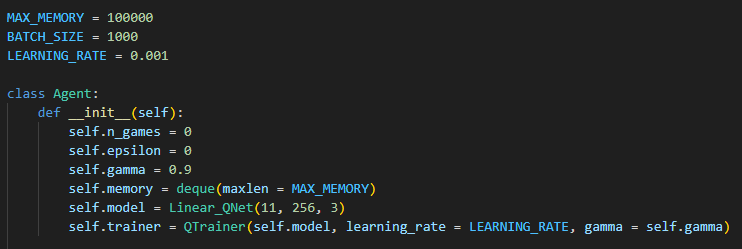 MAX_MEMORY = 100000
BATCH_SIZE = 1000
LEARNING_RATE = 0.001
class Agent:
def __init__(self):
self.n_games = 0
self.epsilon = 0
self.gamma = 0.9
self.memory = deque(maxlen = MAX_MEMORY)
self.model = Linear_QNet(11, 256, 3)
self.trainer = QTrainer(self.model, learning_rate = LEARNING_RATE, gamma = self.gamma)